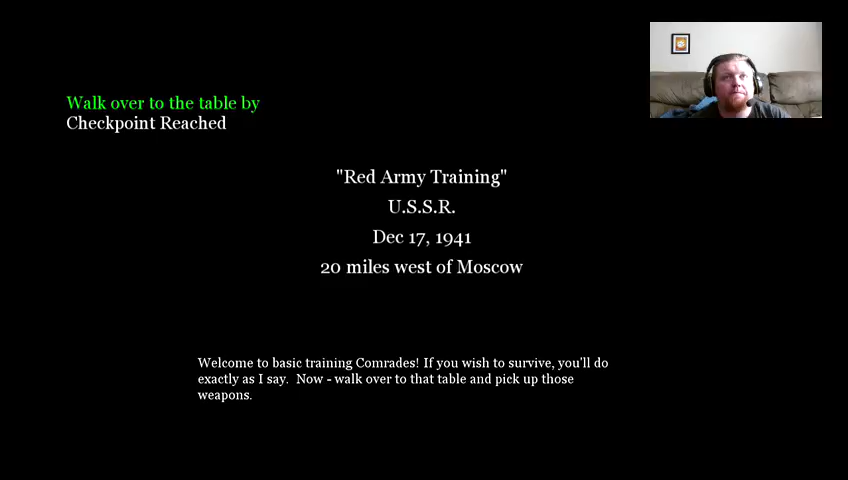 Walk over to the table by
Checkpoint Reached
"Red Army Training"
U.S.S.R.
Dec 17, 1941
20 miles west of Moscow
Welcome to basic training Comrades! If you wish to survive, you'll do
exactly as I say.  Now - walk over to that table and pick up those
weapons.